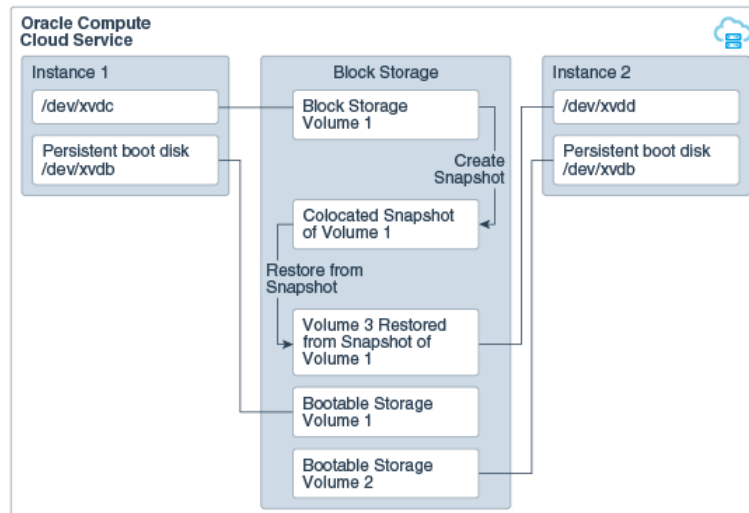 Oracle Compute
Cloud Service
Instance 1
/dev/xvdc
Persistent boot disk
/dev/xvdb
Block Storage
Block Storage
Volume 1
Create
Snapshot
Colocated Snapshot
of Volume 1
Restore from
Snapshot
Volume 3 Restored
from Snapshot of
Volume 1
Bootable Storage
Volume 1
Bootable Storage
Volume 2
Instance 2
/dev/xvdd
Persistent boot disk
/dev/xvdb